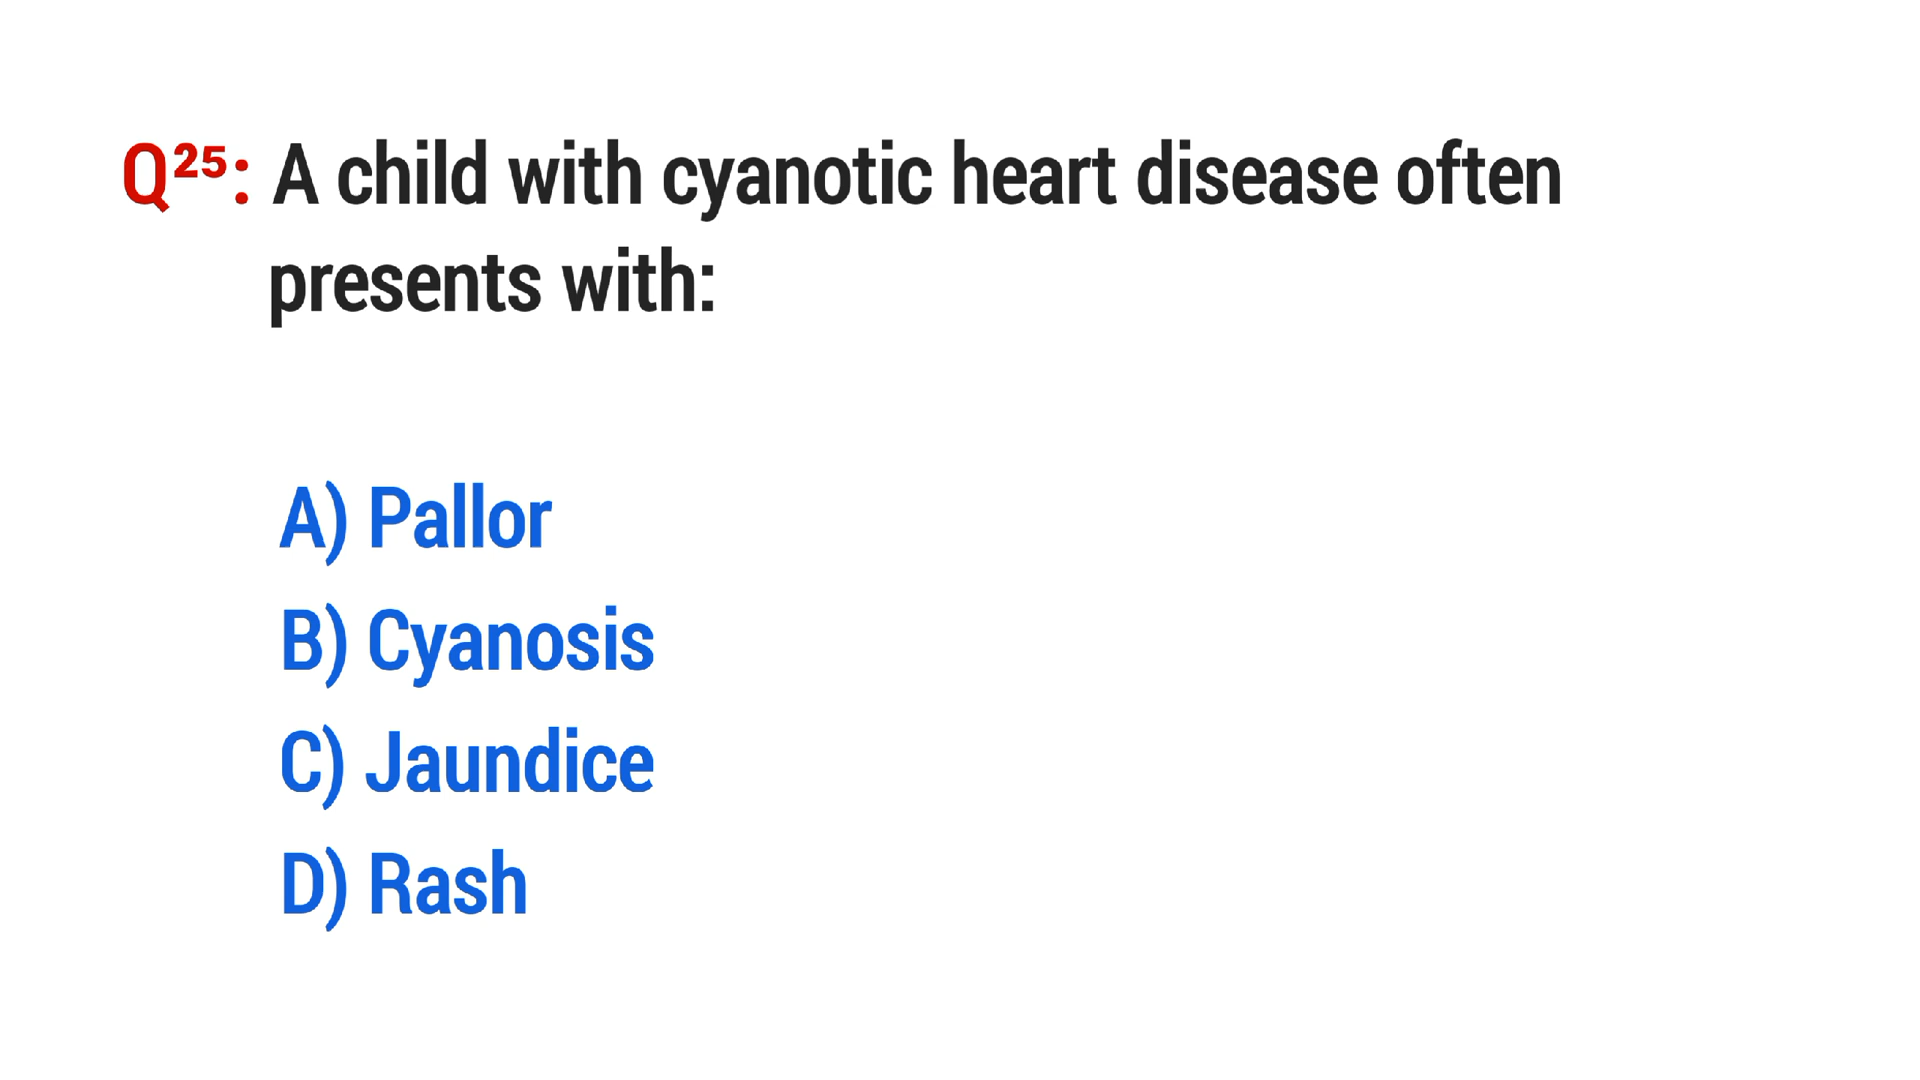 Q²⁵: A child with cyanotic heart disease often
presents with:
A) Pallor
B) Cyanosis
C) Jaundice
D) Rash